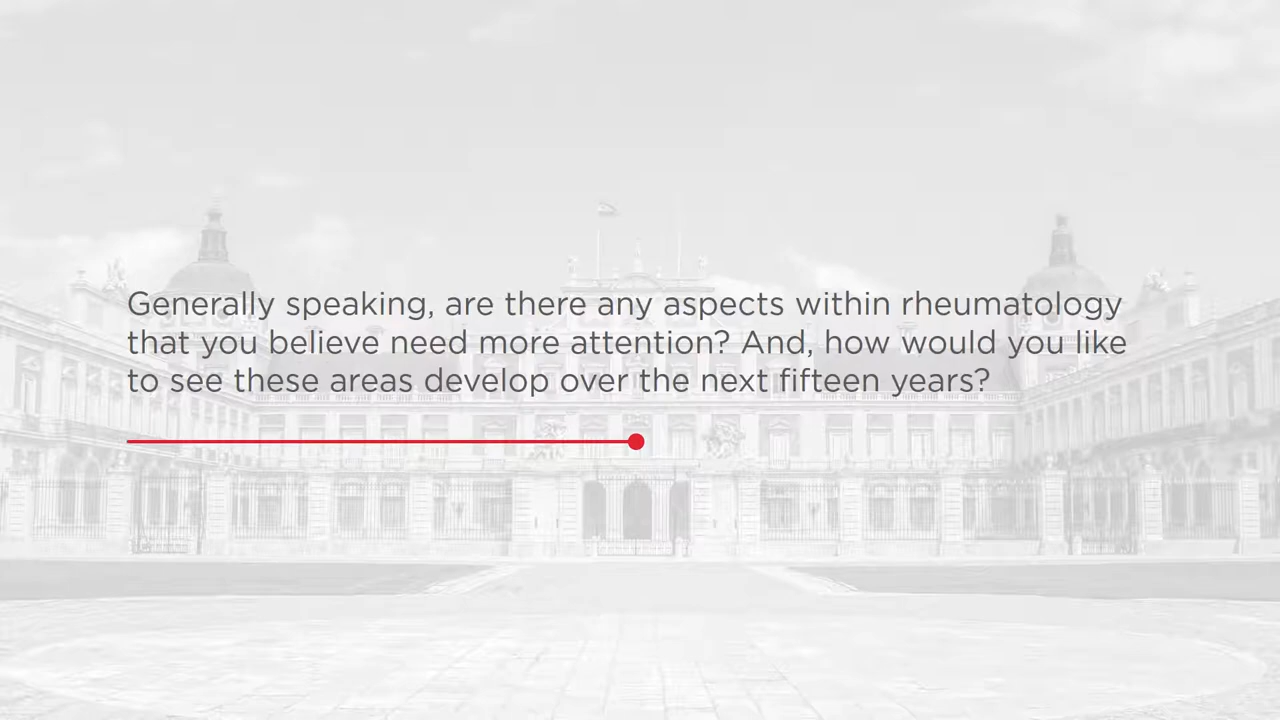 Generally speaking, are there any aspects within rheumatology
that you believe need more attention? And, how would you like
to see these areas develop over the next fifteen years?